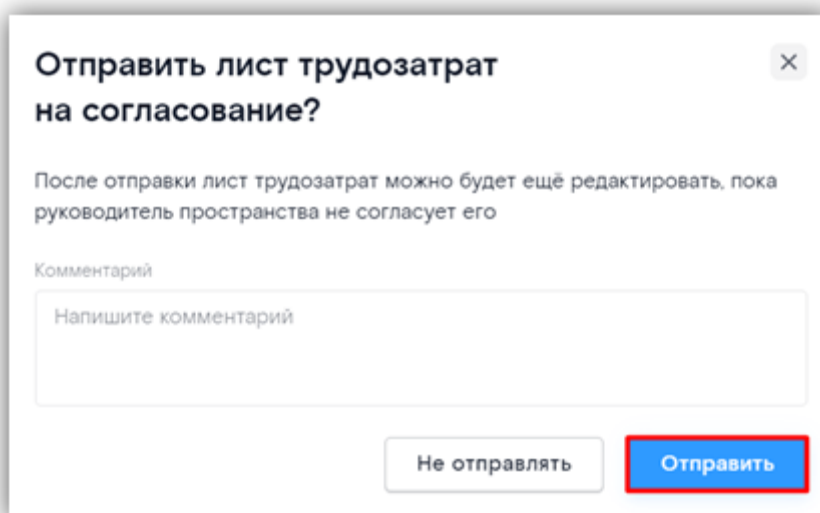 Отправить лист трудозатрат
на согласование?
После отправки лист трудозатрат можно будет ещё редактировать, пока
руководитель пространства не согласует его
Комментарий
Напишите комментарий
Не отправлять
Отправить